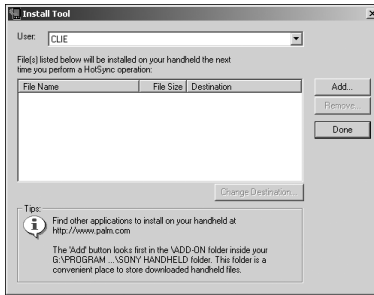 Install Tool
User: CLIE
File(s) listed below will be installed on your handheld the next
time you perform a HotSync operation:
File Name File Size Destination
Add...
Remove...
Done
Change Destination...
Tips:
Find other applications to install on your handheld at
http://www.palm.com
The 'Add' button looks first in the \ADD-ON folder inside your
G:\PROGRAM ...\SONY HANDHELD folder. This folder is a
convenient place to store downloaded handheld files.